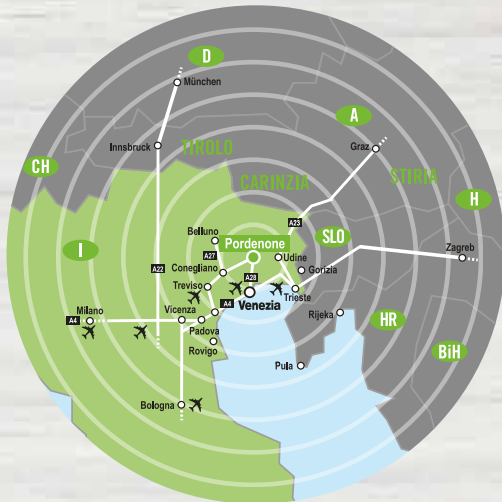 D
München
A
Innsbruck
TIROLO
Graz
CH
CARINZIA
STIRIA
H
A23
Belluno
SLO
I
Pordenone
Zagreb
A27
Udine
A22
Conegliano
Gorizia
A28
Treviso
Venezia
Trieste
Milano
A4
Vicenza
A4
Rijeka
HR
Padova
Rovigo
BiH
Pula
Bologna